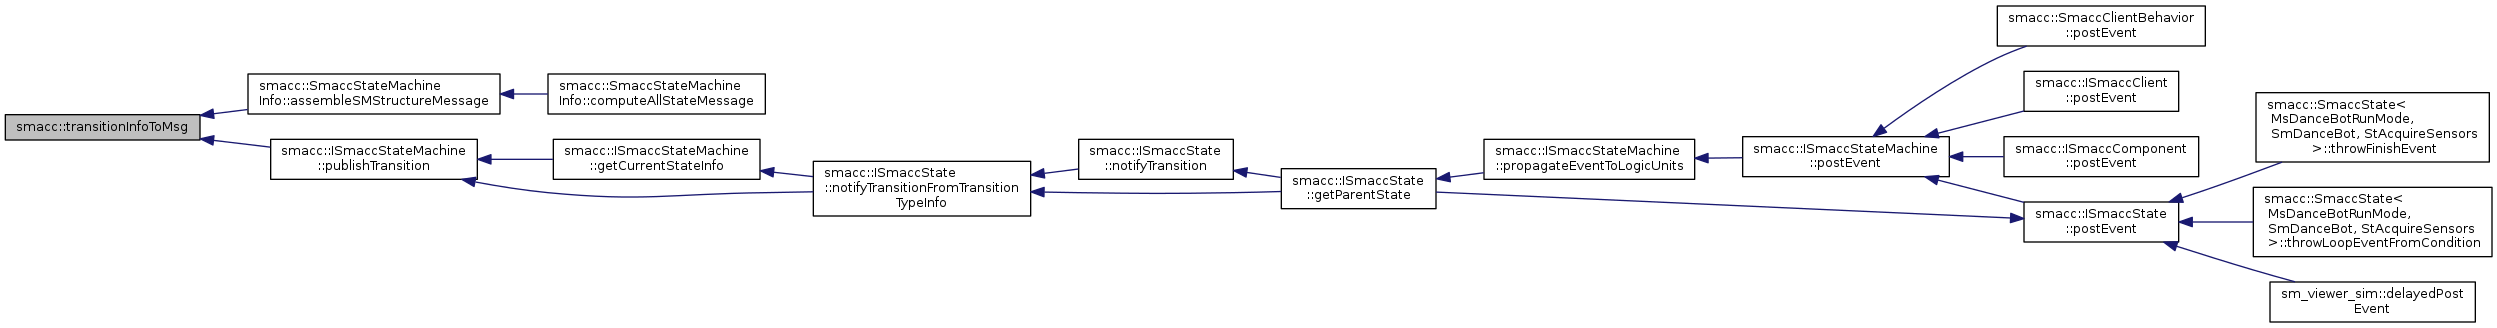 smacc::transitionInfoToMsg
smacc::SmaccStateMachine
Info::assembleSMStructureMessage
smacc::SmaccStateMachine
Info::computeAllStateMessage
smacc::ISmaccStateMachine
::publishTransition
smacc::ISmaccStateMachine
::getCurrentStateInfo
smacc::ISmaccState
::notifyTransitionFromTransition
TypeInfo
smacc::ISmaccState
::notifyTransition
smacc::ISmaccState
::getParentState
smacc::ISmaccStateMachine
::propagateEventToLogicUnits
smacc::ISmaccStateMachine
::postEvent
smacc::SmaccClientBehavior
::postEvent
smacc::ISmaccClient
::postEvent
smacc::ISmaccComponent
::postEvent
smacc::ISmaccState
::postEvent
smacc::SmaccState<
MsDanceBotRunMode,
SmDanceBot, StAcquireSensors
>::throwFinishEvent
smacc::SmaccState<
MsDanceBotRunMode,
SmDanceBot, StAcquireSensors
>::throwLoopEventFromCondition
sm_viewer_sim::delayedPost
Event